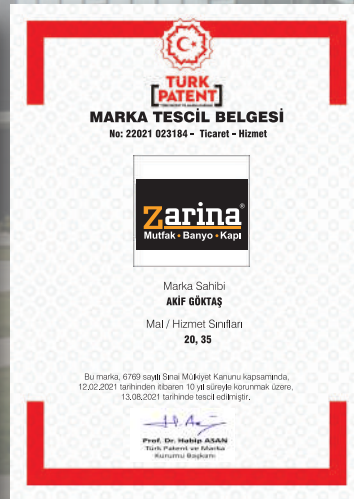 TÜRK
PATENT
MARKA TESCİL BELGESİ
No: 22021 023184 - Ticaret - Hizmet
Zarina®
Mutfak • Banyo • Kapı
Marka Sahibi
AKİF GÖKTAŞ
Mal / Hizmet Sınıfları
20, 35
Bu marka, 6769 sayılı Sınai Mülkiyet Kanunu kapsamında,
12.02.2021 tarihinden itibaren 10 yıl süreyle korunmak üzere,
13.08.2021 tarihinde tescil edilmiştir.
Prof. Dr. Habip ASAN
Türk Patent ve Marka
Kurumu Başkanı